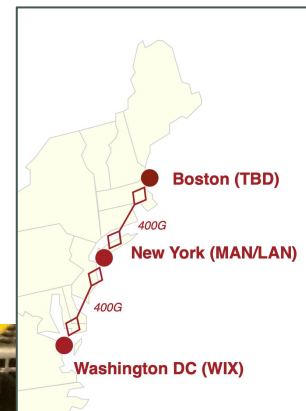 Boston (TBD)
400G
New York (MAN/LAN)
400G
Washington DC (WIX)